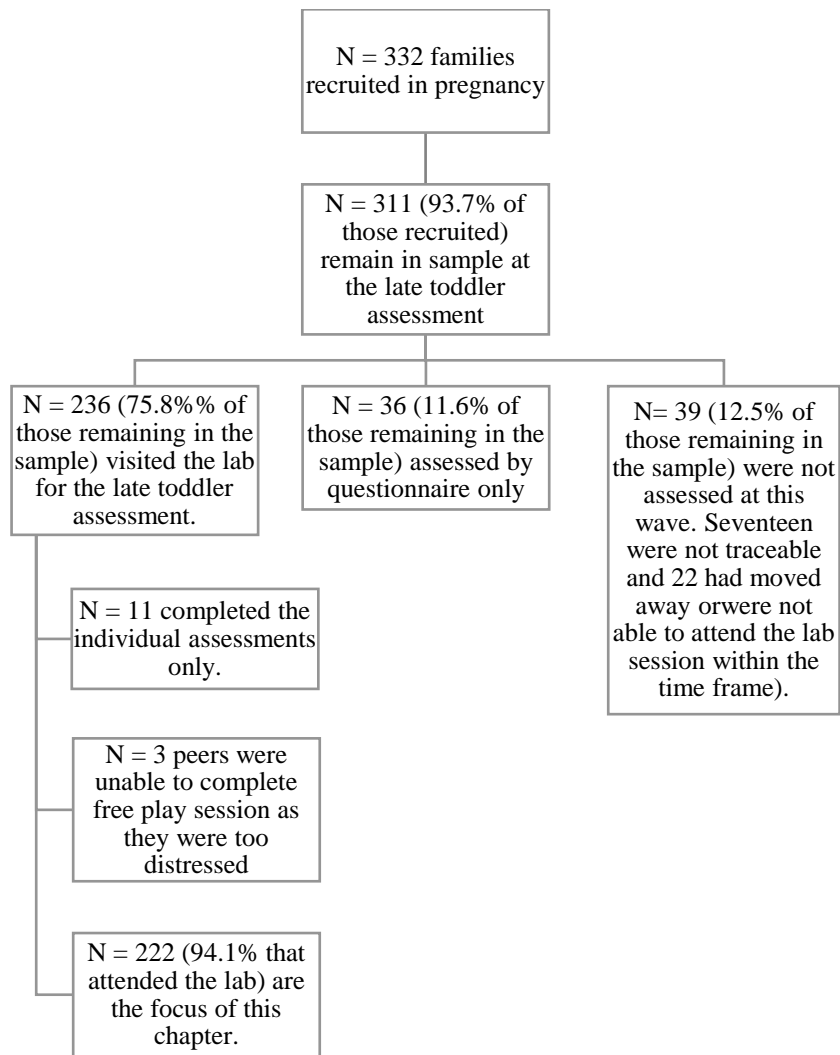 N = 332 families
recruited in pregnancy
N = 311 (93.7% of
those recruited)
remain in sample at
the late toddler
assessment
N = 236 (75.8%% of
those remaining in the
sample) visited the lab
for the late toddler
assessment.
N = 36 (11.6% of
those remaining in the
sample) assessed by
questionnaire only
N= 39 (12.5% of
those remaining in
the sample) were not
assessed at this
wave. Seventeen
were not traceable
and 22 had moved
away orwere not
able to attend the lab
session within the
time frame).
N = 11 completed the
individual assessments
only.
N = 3 peers were
unable to complete
free play session as
they were too
distressed
N = 222 (94.1% that
attended the lab) are
the focus of this
chapter.